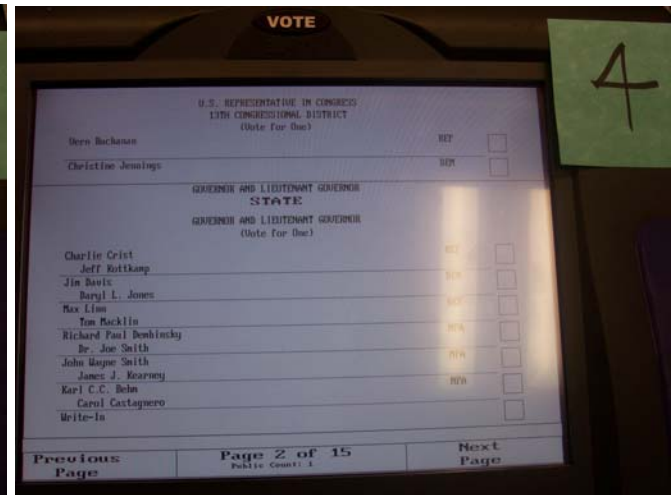 VOTE
4
U.S. REPRESENTATIVE IN CONGRESS
13TH CONGRESSIONAL DISTRICT
(Vote for One)
Vern Buchanan REP
Christine Jennings DEM
GOVERNOR AND LIEUTENANT GOVERNOR
STATE
GOVERNOR AND LIEUTENANT GOVERNOR
(Vote for One)
Charlie Crist REP
Jeff Kottkamp
Jim Davis DEM
Daryl L. Jones
Max Linn REF
Tom Macklin
Richard Paul Dembinsky NPA
Dr. Joe Smith
John Wayne Smith NPA
James J. Kearney
Karl C.C. Behm NPA
Carol Castagnero
Write-In
Previous Page
Page 2 of 15
Public Count: 1
Next Page